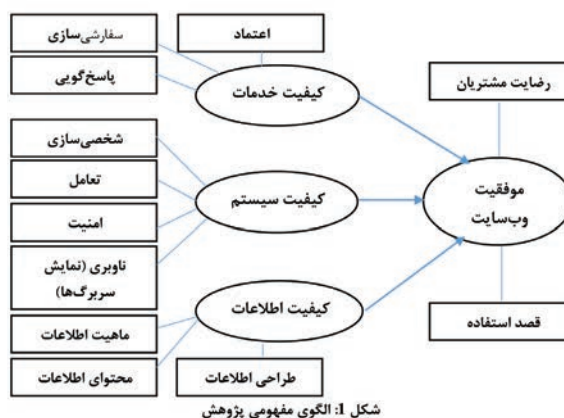 سفارشی‌سازی
اعتماد
پاسخ‌گویی
کیفیت خدمات
رضایت مشتریان
شخصی‌سازی
تعامل
کیفیت سیستم
موفقیت
وب‌سایت
امنیت
ناوبری (نمایش
سربرگ‌ها)
کیفیت اطلاعات
ماهیت اطلاعات
قصد استفاده
محتوای اطلاعات
طراحی اطلاعات
شکل 1: الگوی مفهومی پژوهش